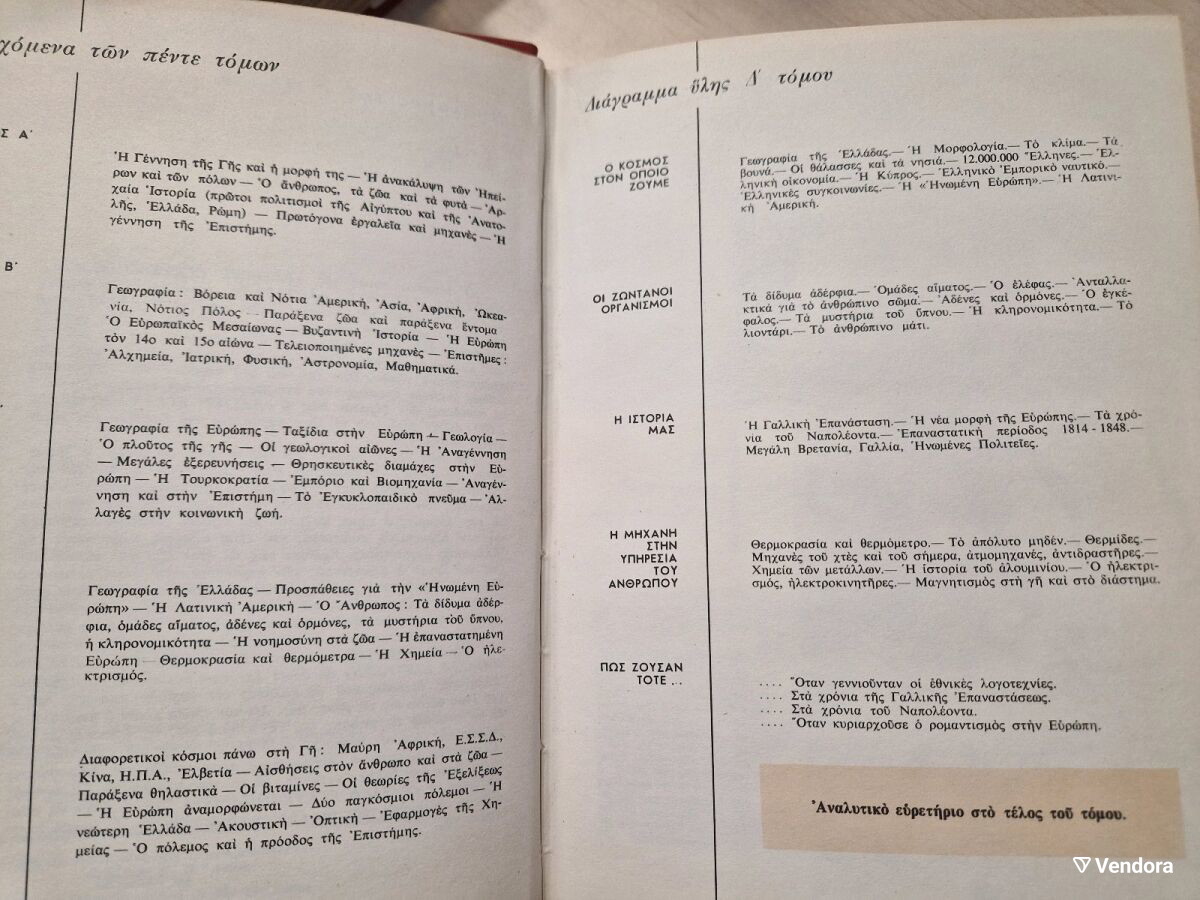 χόμενα τῶν πέντε τόμων
Σ Α΄
Ἡ Γέννηση τῆς Γῆς καὶ ἡ μορφή της — Ἡ ἀνακάλυψη τῶν Ἠπεί-
ρων καὶ τῶν πόλων — Ὁ ἄνθρωπος, τὰ ζῶα καὶ τὰ φυτὰ — Ἀρ-
χαία Ἱστορία (πρῶτοι πολιτισμοὶ τῆς Αἰγύπτου καὶ τῆς Ἀνατο-
λῆς, Ἑλλάδα, Ρώμη) — Πρωτόγονα ἐργαλεῖα καὶ μηχανὲς — Ἡ
γέννηση τῆς Ἐπιστήμης.
Β΄
Γεωγραφία : Βόρεια καὶ Νότια Ἀμερική, Ἀσία, Ἀφρική, Ὠκεα-
νία, Νότιος Πόλος — Παράξενα ζῶα καὶ παράξενα ἔντομα
Ὁ Εὐρωπαϊκὸς Μεσαίωνας — Βυζαντινὴ Ἱστορία — Ἡ Εὐρώπη
τὸν 14ο καὶ 15ο αἰώνα — Τελειοποιημένες μηχανὲς — Ἐπιστῆμες :
Ἀλχημεία, Ἰατρική, Φυσική, Ἀστρονομία, Μαθηματικά.
Γεωγραφία τῆς Εὐρώπης — Ταξίδια στὴν Εὐρώπη — Γεωλογία —
Ὁ πλοῦτος τῆς γῆς — Οἱ γεωλογικοὶ αἰῶνες — Ἡ Ἀναγέννηση
— Μεγάλες ἐξερευνήσεις — Θρησκευτικὲς διαμάχες στὴν Εὐ-
ρώπη — Ἡ Τουρκοκρατία — Ἐμπόριο καὶ Βιομηχανία — Ἀναγέν-
νηση καὶ στὴν Ἐπιστήμη — Τὸ Ἐγκυκλοπαιδικὸ πνεῦμα — Ἀλ-
λαγὲς στὴν κοινωνικὴ ζωή.
Γεωγραφία τῆς Ἑλλάδας — Προσπάθειες γιὰ τὴν «Ἡνωμένη Εὐ-
ρώπη» — Ἡ Λατινικὴ Ἀμερικὴ — Ὁ Ἄνθρωπος : Τὰ δίδυμα ἀδέρ-
φια, ὁμάδες αἵματος, ἀδένες καὶ ὁρμόνες, τὰ μυστήρια τοῦ ὕπνου,
ἡ κληρονομικότητα — Ἡ νοημοσύνη στὰ ζῶα — Ἡ ἐπαναστατημένη
Εὐρώπη — Θερμοκρασία καὶ θερμόμετρα — Ἡ Χημεία — Ὁ ἠλε-
κτρισμός.
Διαφορετικοὶ κόσμοι πάνω στὴ Γῆ : Μαύρη Ἀφρική, Ε.Σ.Σ.Δ.,
Κίνα, Η.Π.Α., Ἑλβετία — Αἰσθήσεις στὸν ἄνθρωπο καὶ στὰ ζῶα —
Παράξενα θηλαστικὰ — Οἱ βιταμίνες — Οἱ θεωρίες τῆς Ἐξελίξεως
— Ἡ Εὐρώπη ἀναμορφώνεται — Δύο παγκόσμιοι πόλεμοι — Ἡ
νεώτερη Ἑλλάδα — Ἀκουστικὴ — Ὀπτικὴ — Ἐφαρμογὲς τῆς Χη-
μείας — Ὁ πόλεμος καὶ ἡ πρόοδος τῆς Ἐπιστήμης.
Διάγραμμα ὕλης Δ΄ τόμου
Ο ΚΟΣΜΟΣ
ΣΤΟΝ ΟΠΟΙΟ
ΖΟΥΜΕ
Γεωγραφία τῆς Ἑλλάδας.— Ἡ Μορφολογία.— Τὸ κλίμα.— Τὰ
βουνά.— Οἱ θάλασσες καὶ τὰ νησιά.— 12.000.000 Ἕλληνες.— Ἑλ-
ληνικὴ οἰκονομία.— Ἡ Κύπρος.— Ἑλληνικὸ Ἐμπορικὸ ναυτικό.—
Ἑλληνικὲς συγκοινωνίες.— Ἡ «Ἡνωμένη Εὐρώπη».— Ἡ Λατινι-
κὴ Ἀμερική.
ΟΙ ΖΩΝΤΑΝΟΙ
ΟΡΓΑΝΙΣΜΟΙ
Τὰ δίδυμα ἀδέρφια.— Ὁμάδες αἵματος.— Ὁ ἐλέφας.— Ἀνταλλα-
κτικὰ γιὰ τὸ ἀνθρώπινο σῶμα.— Ἀδένες καὶ ὁρμόνες.— Ὁ ἐγκέ-
φαλος.— Τὰ μυστήρια τοῦ ὕπνου.— Ἡ κληρονομικότητα.— Τὸ
λιοντάρι.— Τὸ ἀνθρώπινο μάτι.
Η ΙΣΤΟΡΙΑ
ΜΑΣ
Ἡ Γαλλικὴ Ἐπανάσταση.— Ἡ νέα μορφὴ τῆς Εὐρώπης.— Τὰ χρό-
νια τοῦ Ναπολέοντα.— Ἐπαναστατικὴ περίοδος 1814 - 1848.—
Μεγάλη Βρετανία, Γαλλία, Ἡνωμένες Πολιτεῖες.
Η ΜΗΧΑΝΗ
ΣΤΗΝ
ΥΠΗΡΕΣΙΑ
ΤΟΥ
ΑΝΘΡΩΠΟΥ
Θερμοκρασία καὶ θερμόμετρο.— Τὸ ἀπόλυτο μηδέν.— Θερμίδες.—
Μηχανὲς τοῦ χτὲς καὶ τοῦ σήμερα, ἀτμομηχανές, ἀντιδραστῆρες.—
Χημεία τῶν μετάλλων.— Ἡ ἱστορία τοῦ ἀλουμινίου.— Ὁ ἠλεκτρι-
σμός, ἠλεκτροκινητῆρες.— Μαγνητισμὸς στὴ γῆ καὶ στὸ διάστημα.
ΠΩΣ ΖΟΥΣΑΝ
ΤΟΤΕ ...
.... Ὅταν γεννιοῦνταν οἱ ἐθνικὲς λογοτεχνίες.
.... Στὰ χρόνια τῆς Γαλλικῆς Ἐπαναστάσεως.
.... Στὰ χρόνια τοῦ Ναπολέοντα.
.... Ὅταν κυριαρχοῦσε ὁ ρομαντισμὸς στὴν Εὐρώπη.
Ἀναλυτικὸ εὑρετήριο στὸ τέλος τοῦ τόμου.
Vendora